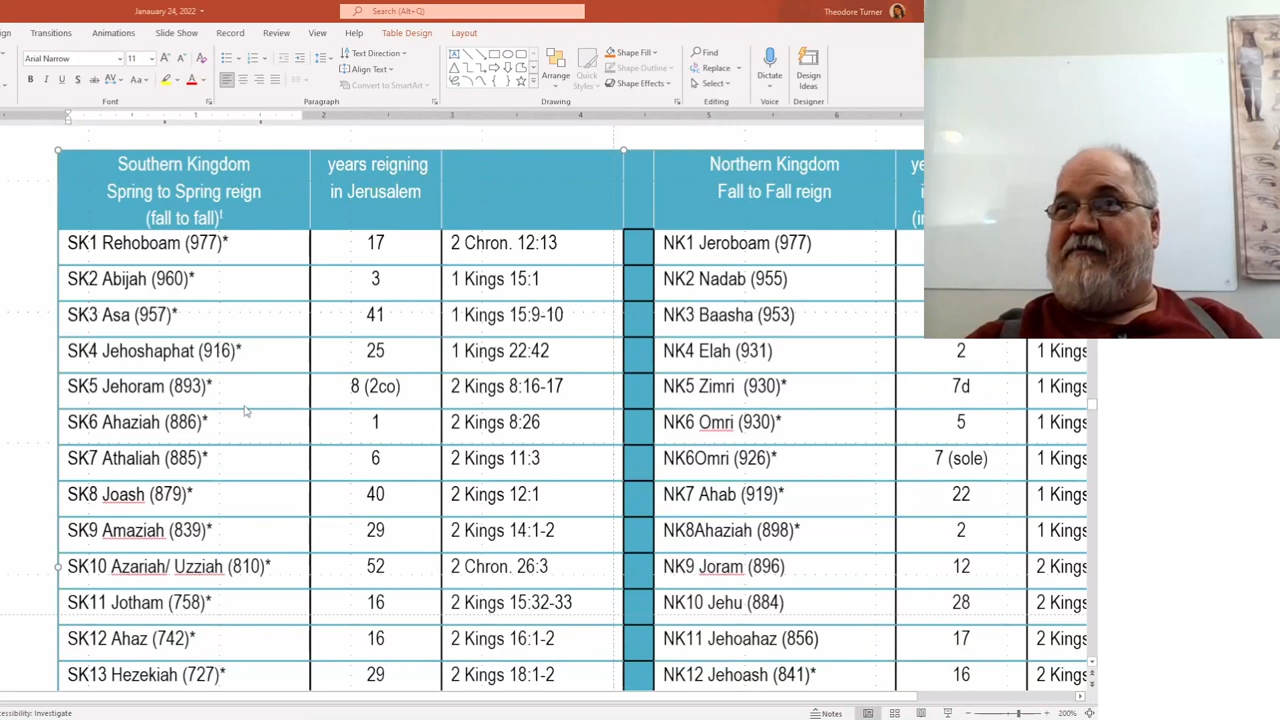 Janauary 24, 2022
Search (Alt+Q)
Theodore Turner
Transitions Animations Slide Show Record Review View Help Table Design Layout
Arial Narrow 11 Text Direction Shape Fill Find
B I U S ab AV Aa A Align Text Arrange Quick Shape Outline Replace Dictate Design
Convert to SmartArt Styles Shape Effects Select Ideas
Font Paragraph Drawing Editing Voice Designer
1 2 3 4 5 6
Southern Kingdom years reigning Northern Kingdom
Spring to Spring reign in Jerusalem Fall to Fall reign
(fall to fall)ᵗ
SK1 Rehoboam (977)* 17 2 Chron. 12:13 NK1 Jeroboam (977)
SK2 Abijah (960)* 3 1 Kings 15:1 NK2 Nadab (955)
SK3 Asa (957)* 41 1 Kings 15:9-10 NK3 Baasha (953)
SK4 Jehoshaphat (916)* 25 1 Kings 22:42 NK4 Elah (931) 2 1 Kings
SK5 Jehoram (893)* 8 (2co) 2 Kings 8:16-17 NK5 Zimri (930)* 7d 1 Kings
SK6 Ahaziah (886)* 1 2 Kings 8:26 NK6 Omri (930)* 5 1 Kings
SK7 Athaliah (885)* 6 2 Kings 11:3 NK6Omri (926)* 7 (sole) 1 Kings
SK8 Joash (879)* 40 2 Kings 12:1 NK7 Ahab (919)* 22 1 Kings
SK9 Amaziah (839)* 29 2 Kings 14:1-2 NK8Ahaziah (898)* 2 1 Kings
SK10 Azariah/ Uzziah (810)* 52 2 Chron. 26:3 NK9 Joram (896) 12 2 Kings
SK11 Jotham (758)* 16 2 Kings 15:32-33 NK10 Jehu (884) 28 2 Kings
SK12 Ahaz (742)* 16 2 Kings 16:1-2 NK11 Jehoahaz (856) 17 2 Kings
SK13 Hezekiah (727)* 29 2 Kings 18:1-2 NK12 Jehoash (841)* 16 2 Kings
Accessibility: Investigate Notes 200%